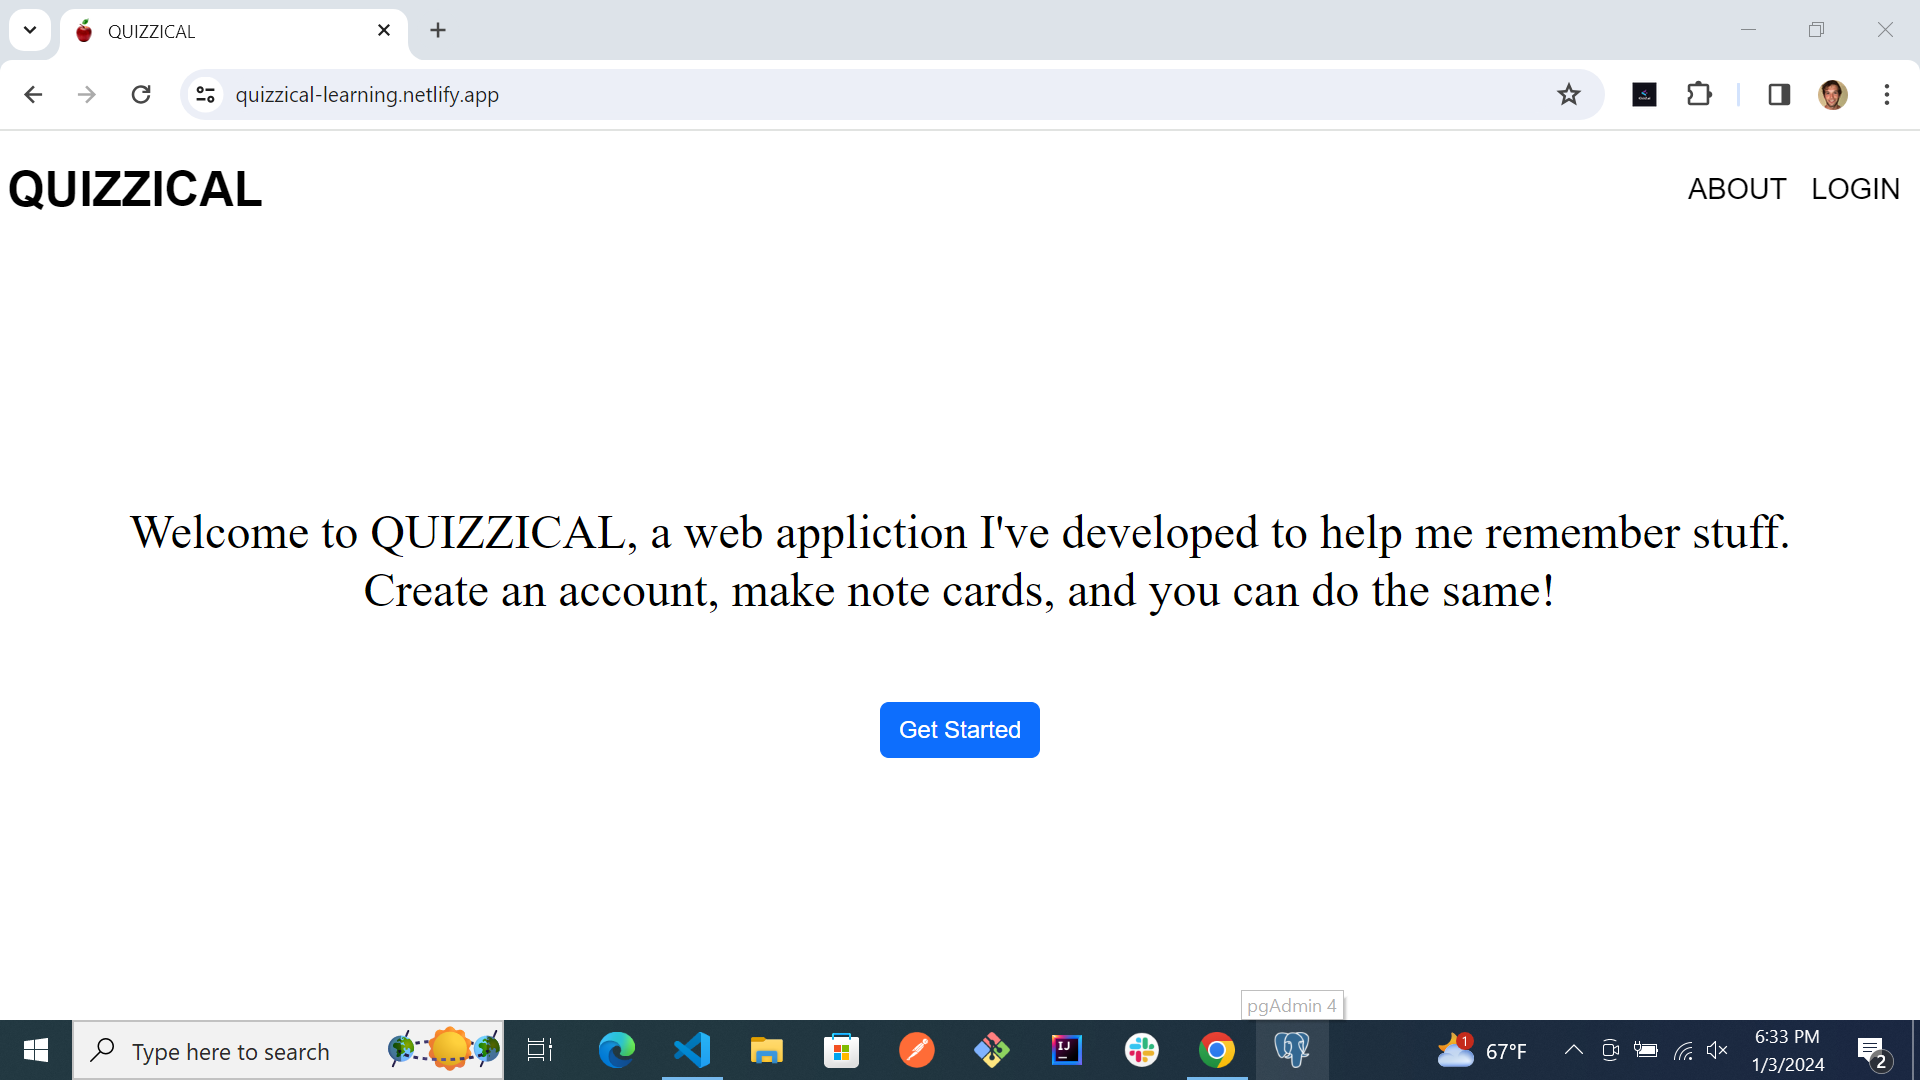 QUIZZICAL
quizzical-learning.netlify.app
QUIZZICAL
ABOUT LOGIN
Welcome to QUIZZICAL, a web appliction I've developed to help me remember stuff.
Create an account, make note cards, and you can do the same!
Get Started
pgAdmin 4
Type here to search
IJ
1
67°F
6:33 PM
1/3/2024
2